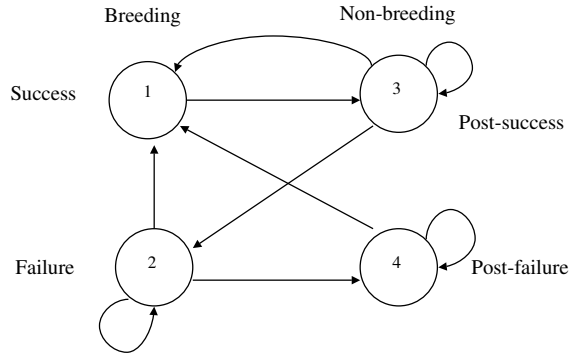 Breeding
Non-breeding
Success
1
3
Post-success
Failure
2
4
Post-failure